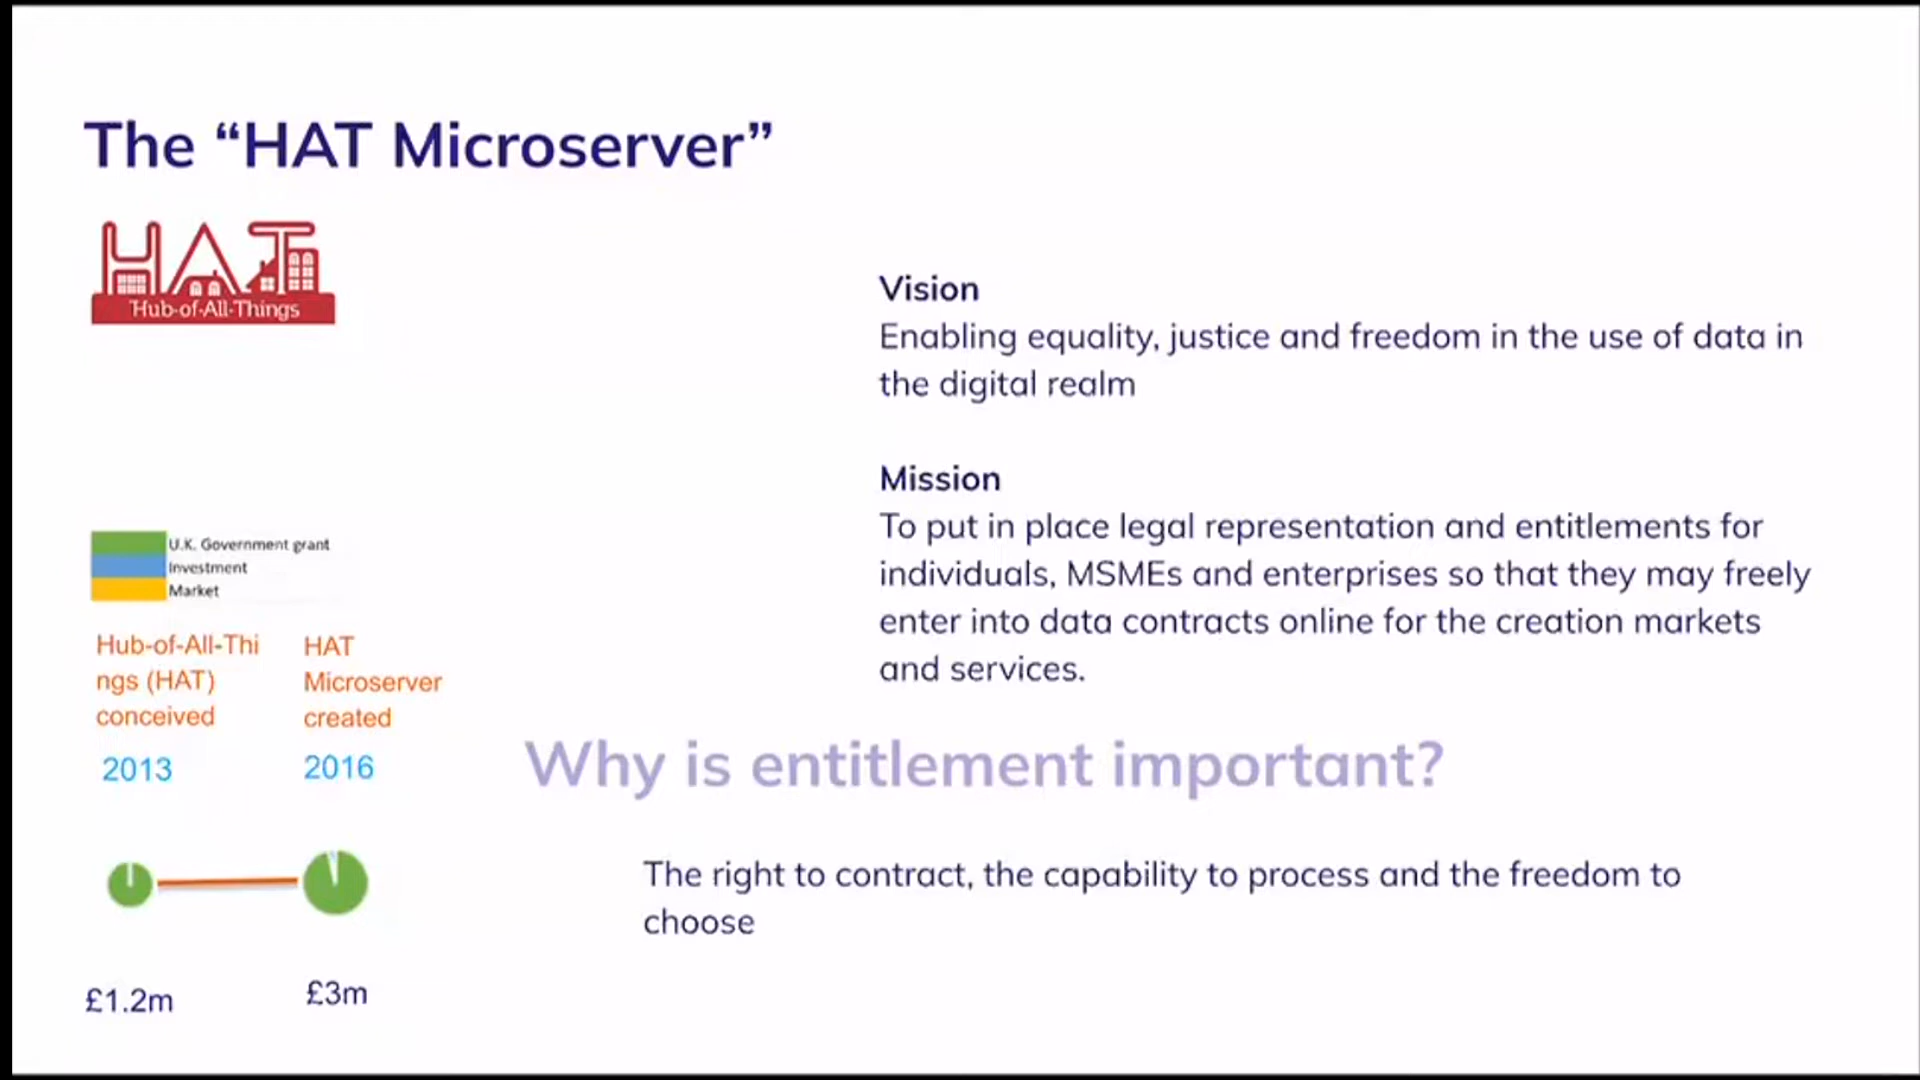 The “HAT Microserver”
HAT
Hub-of-All-Things
Vision
Enabling equality, justice and freedom in the use of data in
the digital realm
Mission
To put in place legal representation and entitlements for
individuals, MSMEs and enterprises so that they may freely
enter into data contracts online for the creation markets
and services.
U.K. Government grant
Investment
Market
Hub-of-All-Thi
ngs (HAT)
conceived
2013
HAT
Microserver
created
2016
Why is entitlement important?
The right to contract, the capability to process and the freedom to
choose
£1.2m
£3m